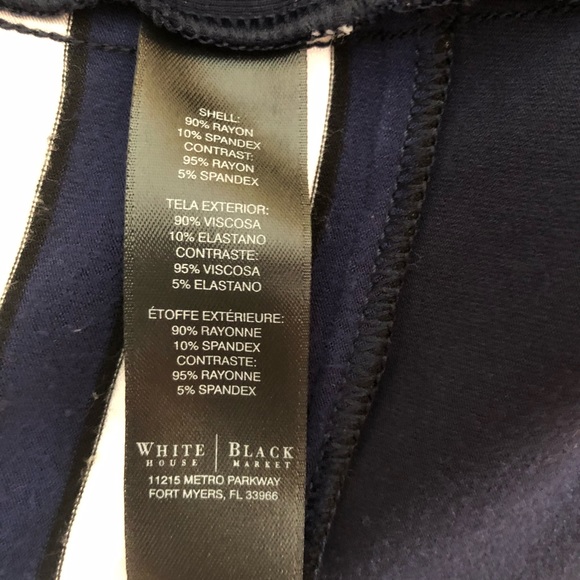 SHELL:
90% RAYON
10% SPANDEX
CONTRAST:
95% RAYON
5% SPANDEX
TELA EXTERIOR:
90% VISCOSA
10% ELASTANO
CONTRASTE:
95% VISCOSA
5% ELASTANO
ÉTOFFE EXTÉRIEURE:
90% RAYONNE
10% SPANDEX
CONTRASTE:
95% RAYONNE
5% SPANDEX
WHITE | BLACK
HOUSE | MARKET
11215 METRO PARKWAY
FORT MYERS, FL 33966